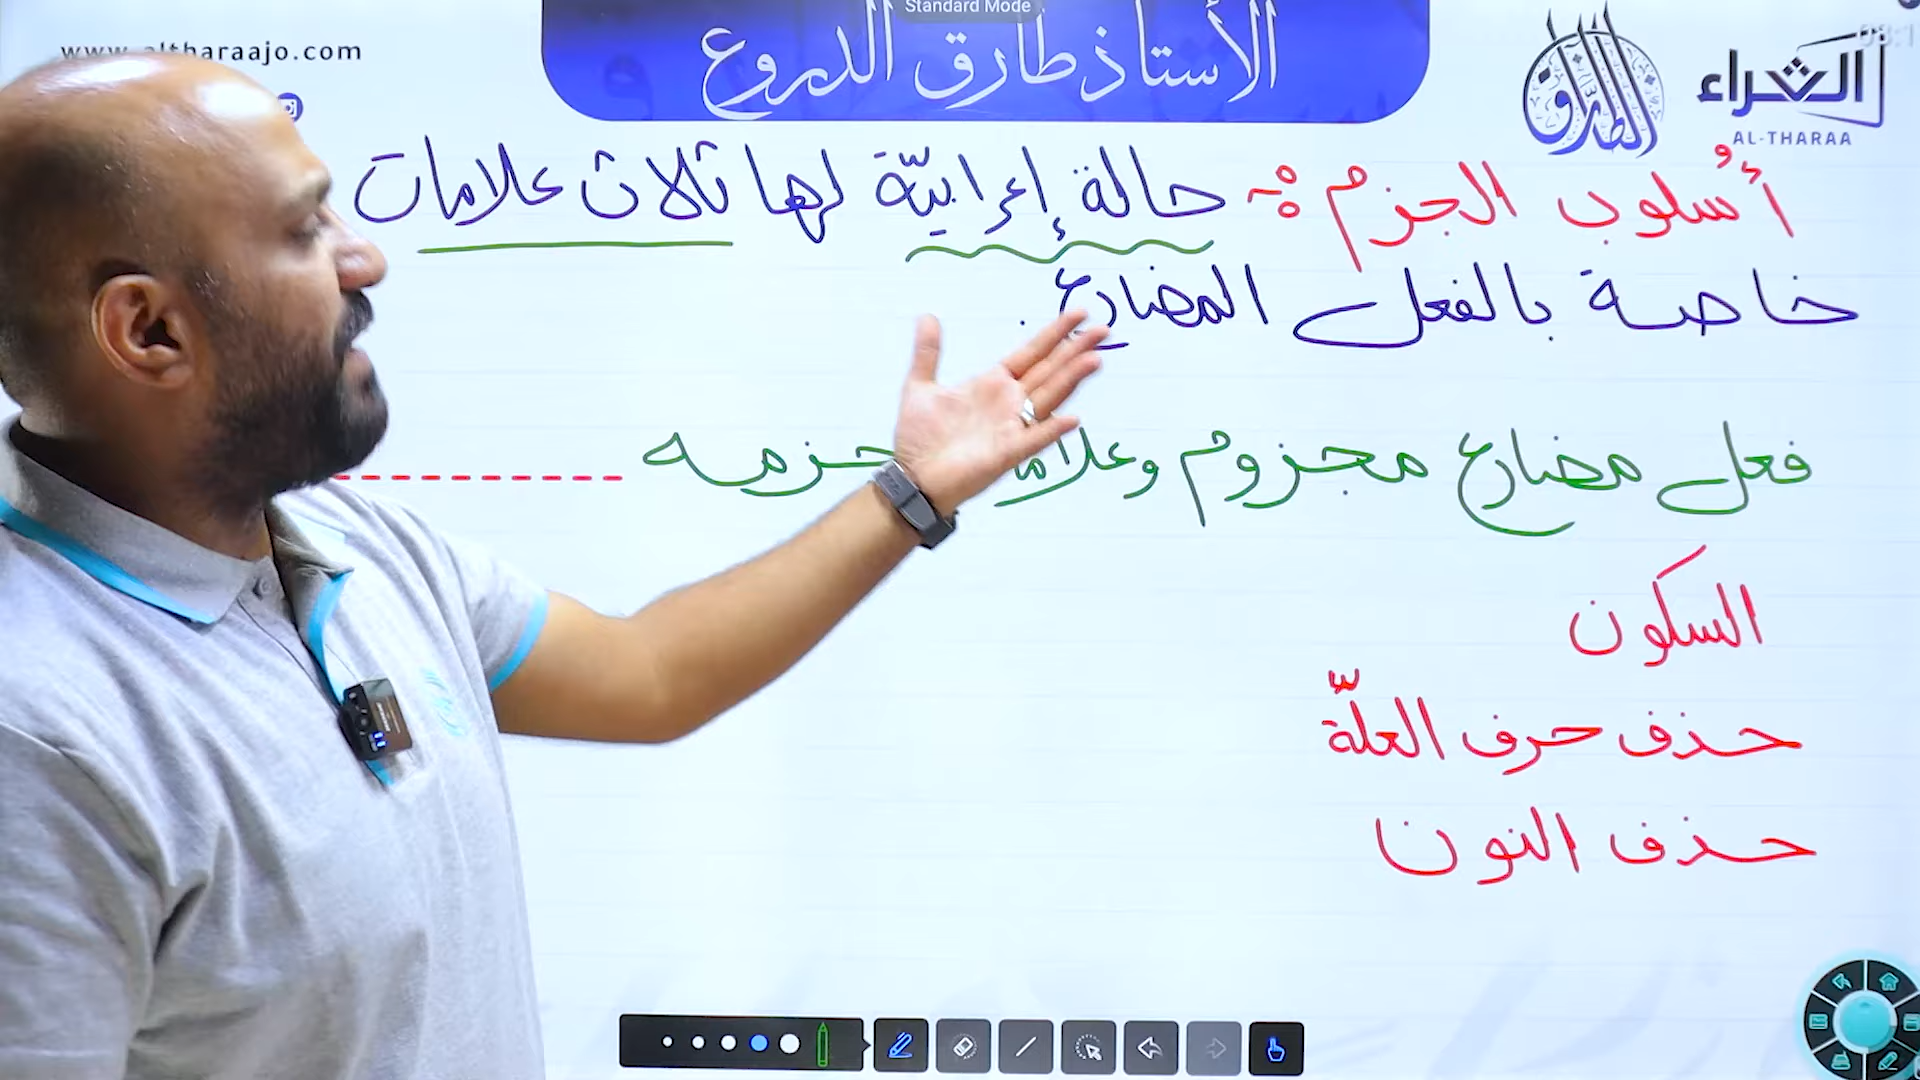 Standard Mode
www.altharaajo.com
الأستاذ طارق الدروع
الثراء
AL-THARAA
أُسلوب الجزم : حالة إعرابيّة لها ثلاث علامات
خاصة بالفعل المضارع .
فعل مضارع مجزوم وعلامة جزمه
السكون
حذف حرف العلّة
حذف النون